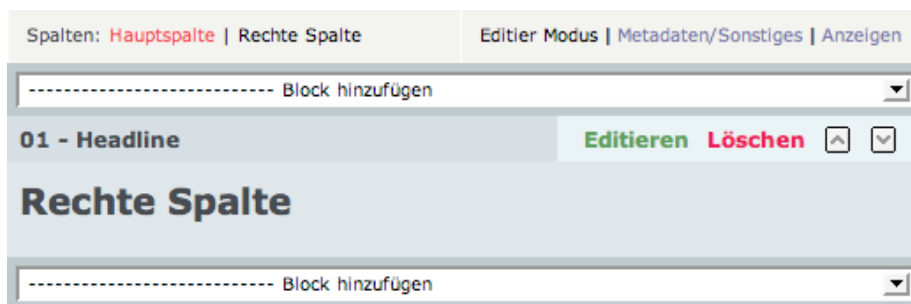 Spalten: Hauptspalte | Rechte Spalte Editier Modus | Metadaten/Sonstiges | Anzeigen
---------------------------- Block hinzufügen
01 - Headline Editieren Löschen
Rechte Spalte
---------------------------- Block hinzufügen